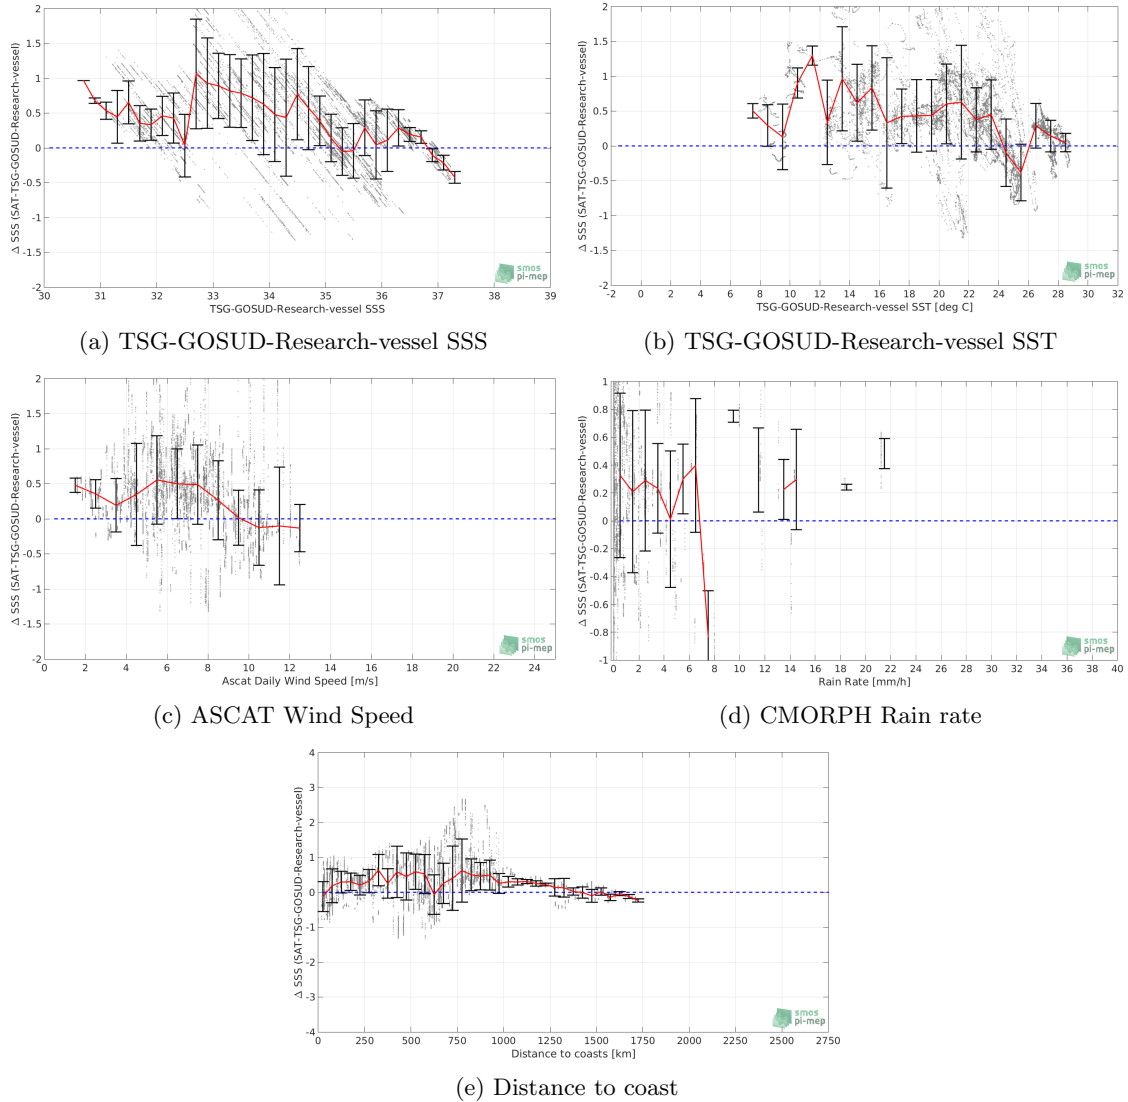 2
1.5
1
0.5
0
-0.5
-1
-1.5
-2
30 31 32 33 34 35 36 37 38 39
Δ SSS (SAT-TSG-GOSUD-Research-vessel)
TSG-GOSUD-Research-vessel SSS
smos
pi-mep
(a) TSG-GOSUD-Research-vessel SSS
2
1.5
1
0.5
0
-0.5
-1
-1.5
-2
-2 0 2 4 6 8 10 12 14 16 18 20 22 24 26 28 30 32
Δ SSS (SAT-TSG-GOSUD-Research-vessel)
TSG-GOSUD-Research-vessel SST [deg C]
smos
pi-mep
(b) TSG-GOSUD-Research-vessel SST
2
1.5
1
0.5
0
-0.5
-1
-1.5
-2
0 2 4 6 8 10 12 14 16 18 20 22 24
Δ SSS (SAT-TSG-GOSUD-Research-vessel)
Ascat Daily Wind Speed [m/s]
smos
pi-mep
(c) ASCAT Wind Speed
1
0.8
0.6
0.4
0.2
0
-0.2
-0.4
-0.6
-0.8
-1
0 2 4 6 8 10 12 14 16 18 20 22 24 26 28 30 32 34 36 38 40
Δ SSS (SAT-TSG-GOSUD-Research-vessel)
Rain Rate [mm/h]
smos
pi-mep
(d) CMORPH Rain rate
4
3
2
1
0
-1
-2
-3
-4
0 250 500 750 1000 1250 1500 1750 2000 2250 2500 2750
Δ SSS (SAT-TSG-GOSUD-Research-vessel)
Distance to coasts [km]
smos
pi-mep
(e) Distance to coast